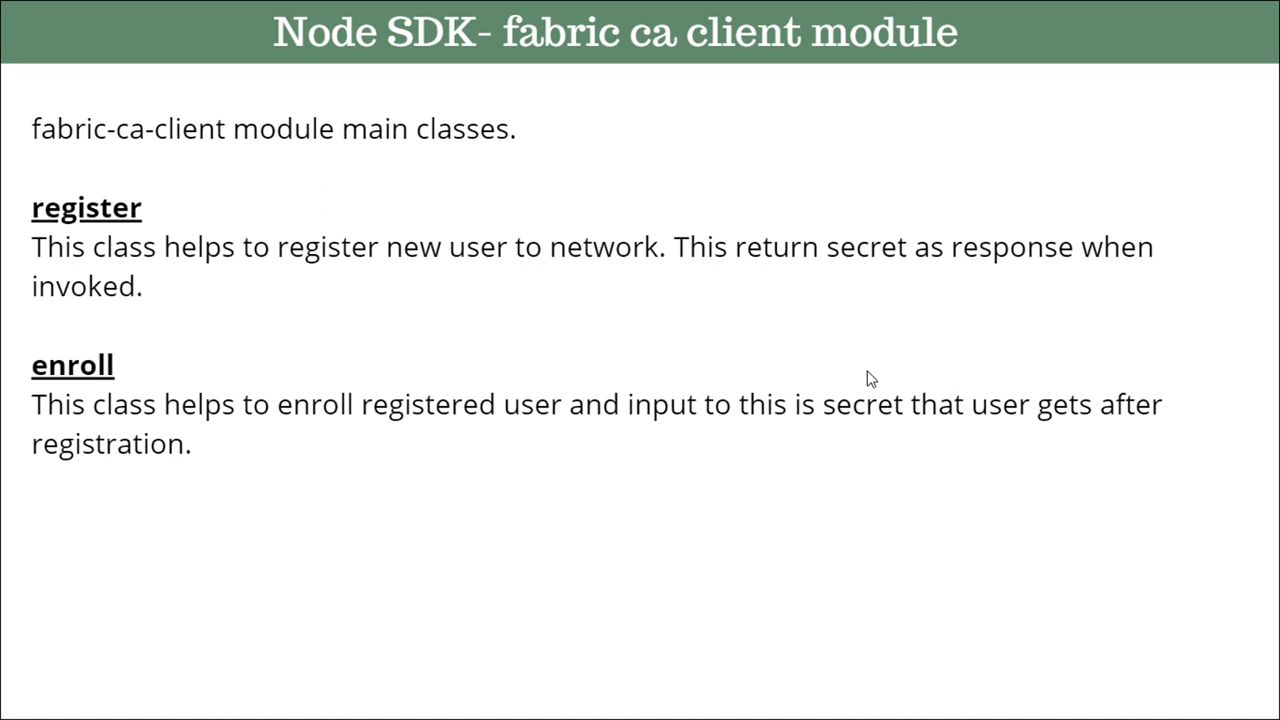 Node SDK- fabric ca client module
fabric-ca-client module main classes.
register
This class helps to register new user to network. This return secret as response when
invoked.
enroll
This class helps to enroll registered user and input to this is secret that user gets after
registration.